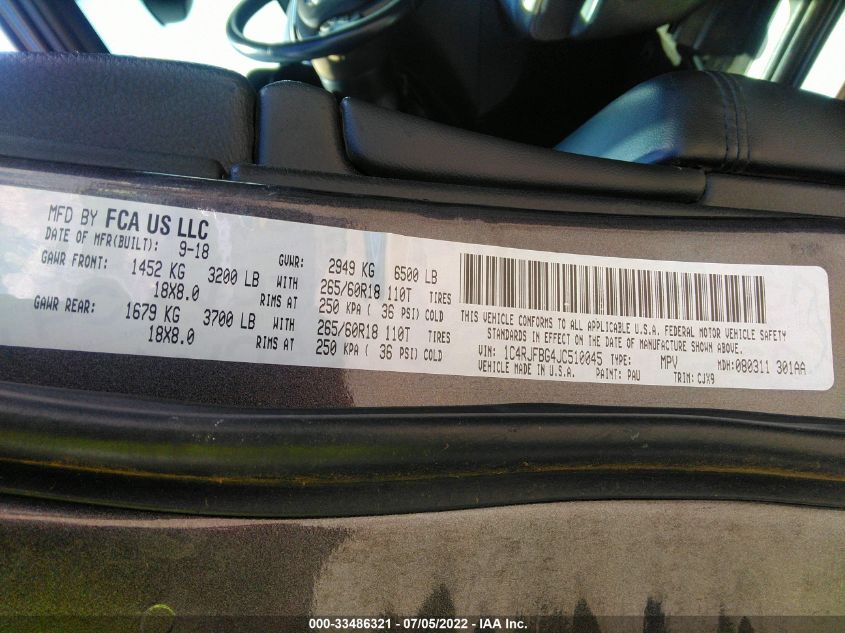 MFD BY FCA US LLC
DATE OF MFR(BUILT): 9-18
GVWR: 2949 KG 6500 LB
GAWR FRONT: 1452 KG 3200 LB WITH 265/60R18 110T TIRES
18X8.0 RIMS AT 250 KPA ( 36 PSI) COLD
GAWR REAR: 1679 KG 3700 LB WITH 265/60R18 110T TIRES
18X8.0 RIMS AT 250 KPA ( 36 PSI) COLD
THIS VEHICLE CONFORMS TO ALL APPLICABLE U.S.A. FEDERAL MOTOR VEHICLE SAFETY
STANDARDS IN EFFECT ON THE DATE OF MANUFACTURE SHOWN ABOVE.
VIN: 1C4RJFBG4JC510045 TYPE: MPV MDH:080311 301AA
VEHICLE MADE IN U.S.A. PAINT: PAU TRIM: CJX9
000-33486321 - 07/05/2022 - IAA Inc.